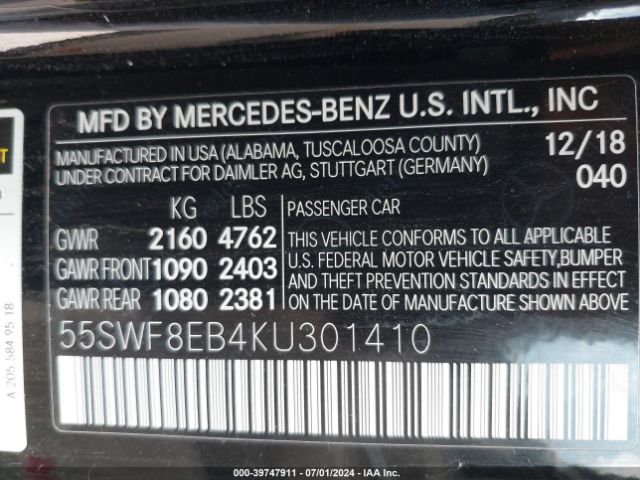 MFD BY MERCEDES-BENZ U.S. INTL., INC
MANUFACTURED IN USA (ALABAMA, TUSCALOOSA COUNTY) 12/18
UNDER CONTRACT FOR DAIMLER AG, STUTTGART (GERMANY) 040
KG LBS PASSENGER CAR
GVWR 2160 4762 THIS VEHICLE CONFORMS TO ALL APPLICABLE
U.S. FEDERAL MOTOR VEHICLE SAFETY,BUMPER
GAWR FRONT 1090 2403 AND THEFT PREVENTION STANDARDS IN EFFECT
GAWR REAR 1080 2381 ON THE DATE OF MANUFACTURE SHOWN ABOVE.
55SWF8EB4KU301410
A 205 584 95 18
000-39747911 - 07/01/2024 - IAA Inc.